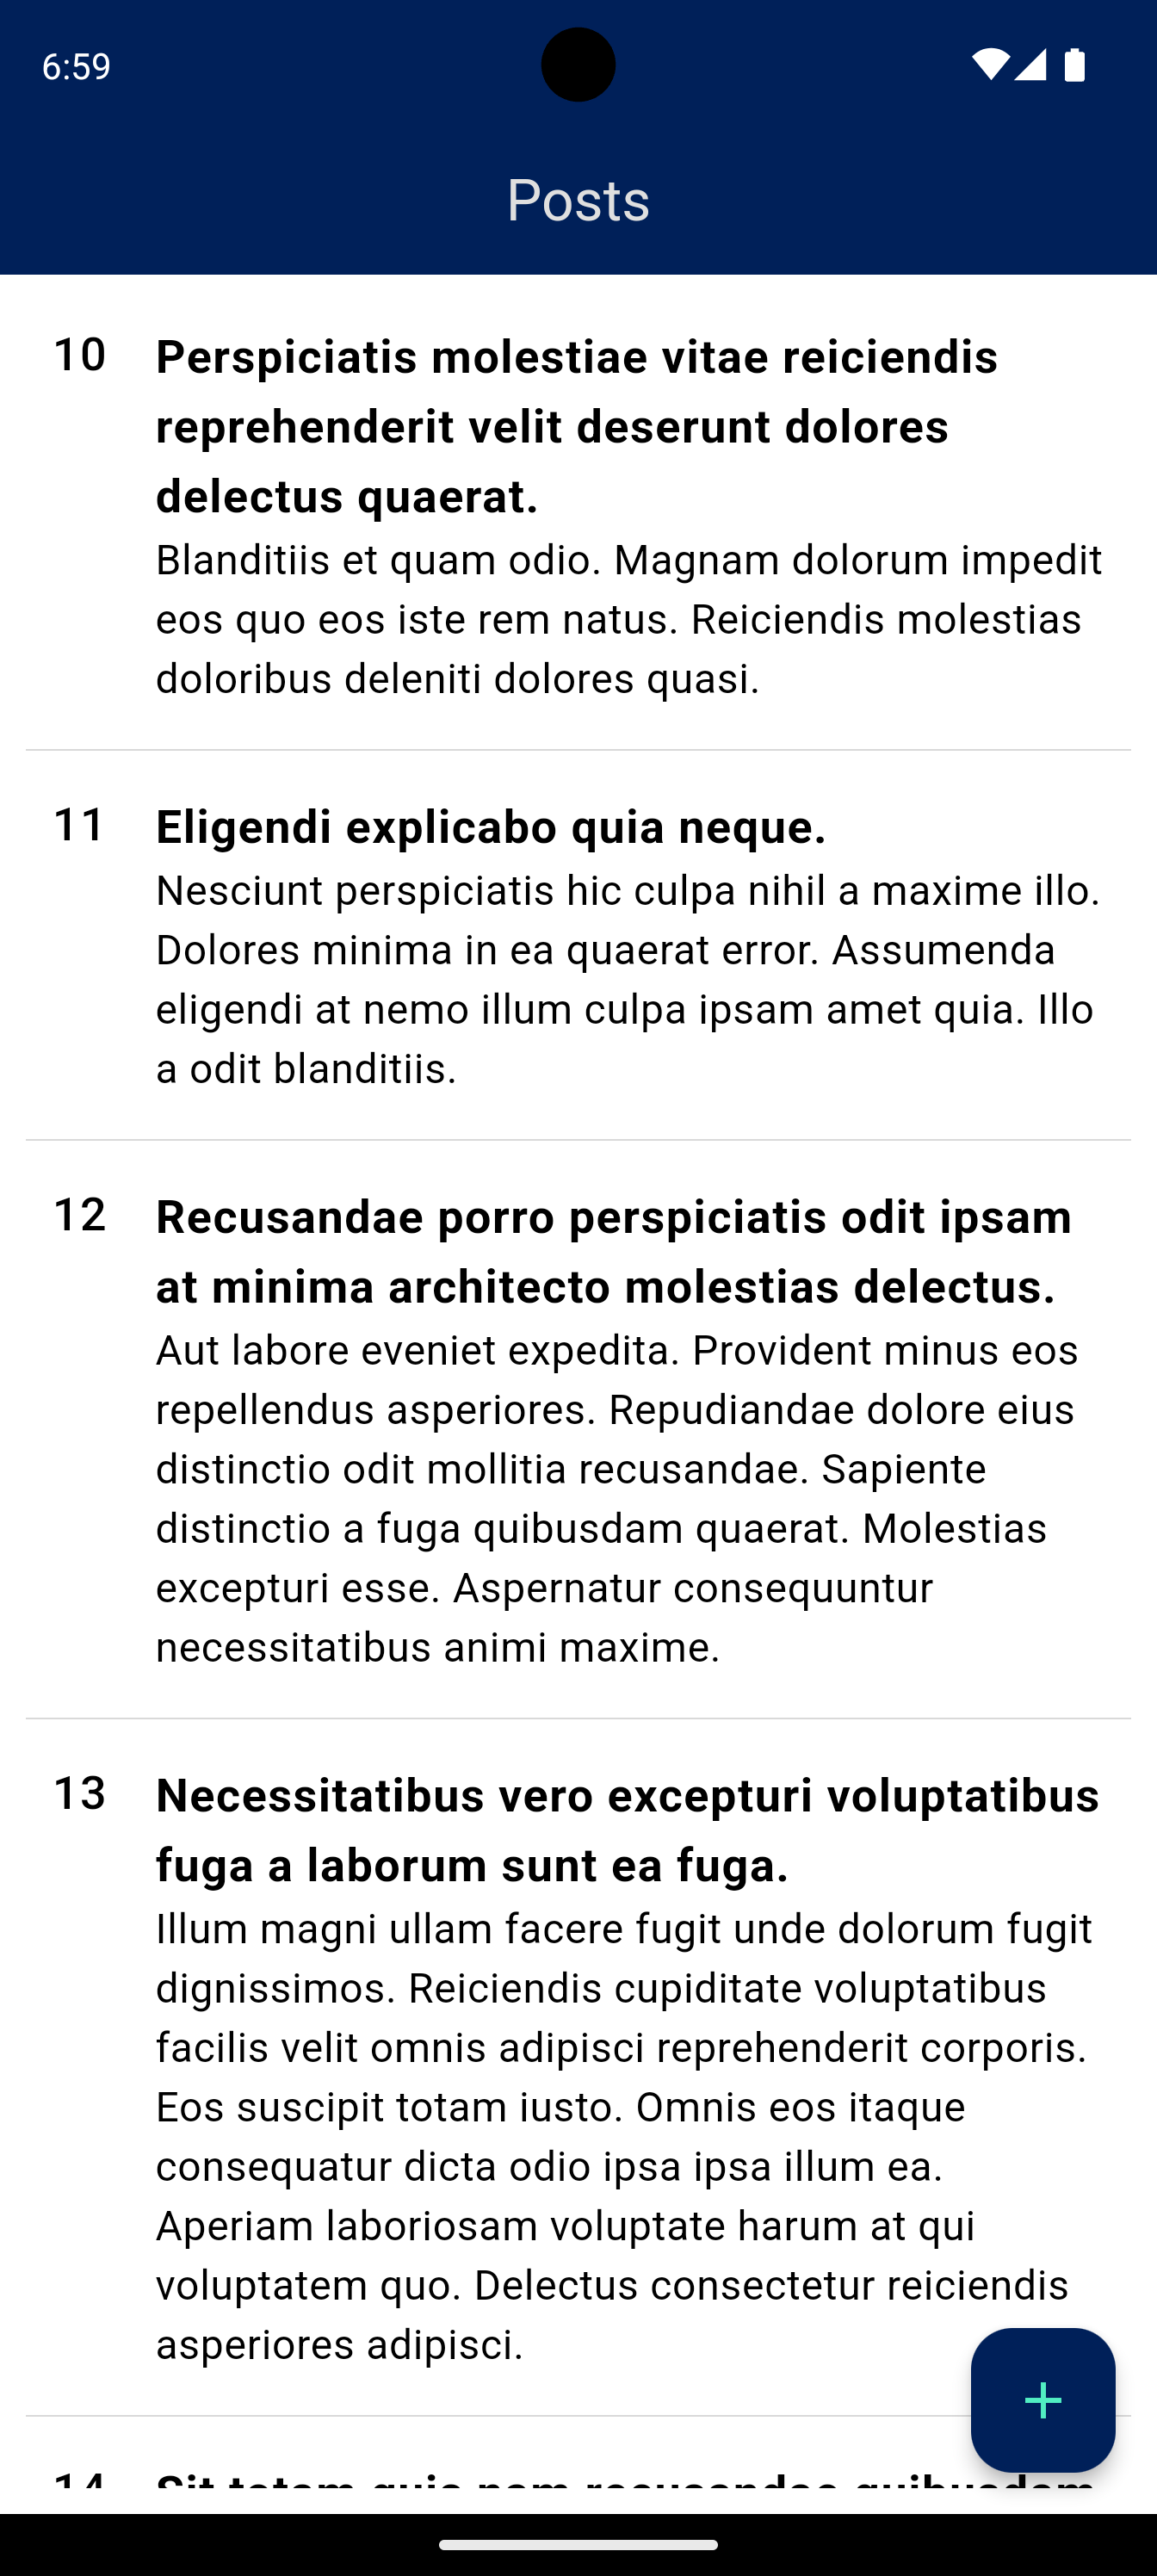 6:59
Posts
10
Perspiciatis molestiae vitae reiciendis
reprehenderit velit deserunt dolores
delectus quaerat.
Blanditiis et quam odio. Magnam dolorum impedit
eos quo eos iste rem natus. Reiciendis molestias
doloribus deleniti dolores quasi.
11
Eligendi explicabo quia neque.
Nesciunt perspiciatis hic culpa nihil a maxime illo.
Dolores minima in ea quaerat error. Assumenda
eligendi at nemo illum culpa ipsam amet quia. Illo
a odit blanditiis.
12
Recusandae porro perspiciatis odit ipsam
at minima architecto molestias delectus.
Aut labore eveniet expedita. Provident minus eos
repellendus asperiores. Repudiandae dolore eius
distinctio odit mollitia recusandae. Sapiente
distinctio a fuga quibusdam quaerat. Molestias
excepturi esse. Aspernatur consequuntur
necessitatibus animi maxime.
13
Necessitatibus vero excepturi voluptatibus
fuga a laborum sunt ea fuga.
Illum magni ullam facere fugit unde dolorum fugit
dignissimos. Reiciendis cupiditate voluptatibus
facilis velit omnis adipisci reprehenderit corporis.
Eos suscipit totam iusto. Omnis eos itaque
consequatur dicta odio ipsa ipsa illum ea.
Aperiam laboriosam voluptate harum at qui
voluptatem quo. Delectus consectetur reiciendis
asperiores adipisci.
14
Sit totam quia nam recusandae quibusdam